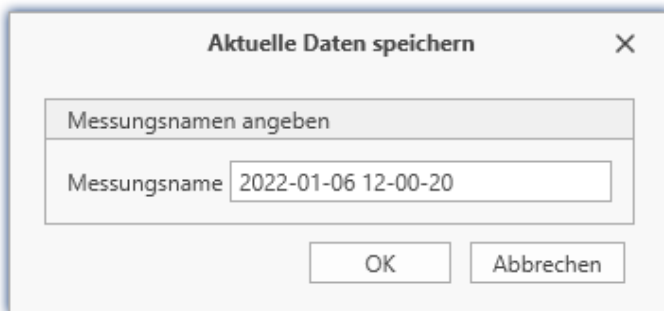 Aktuelle Daten speichern
Messungsnamen angeben
Messungsname 2022-01-06 12-00-20
OK Abbrechen